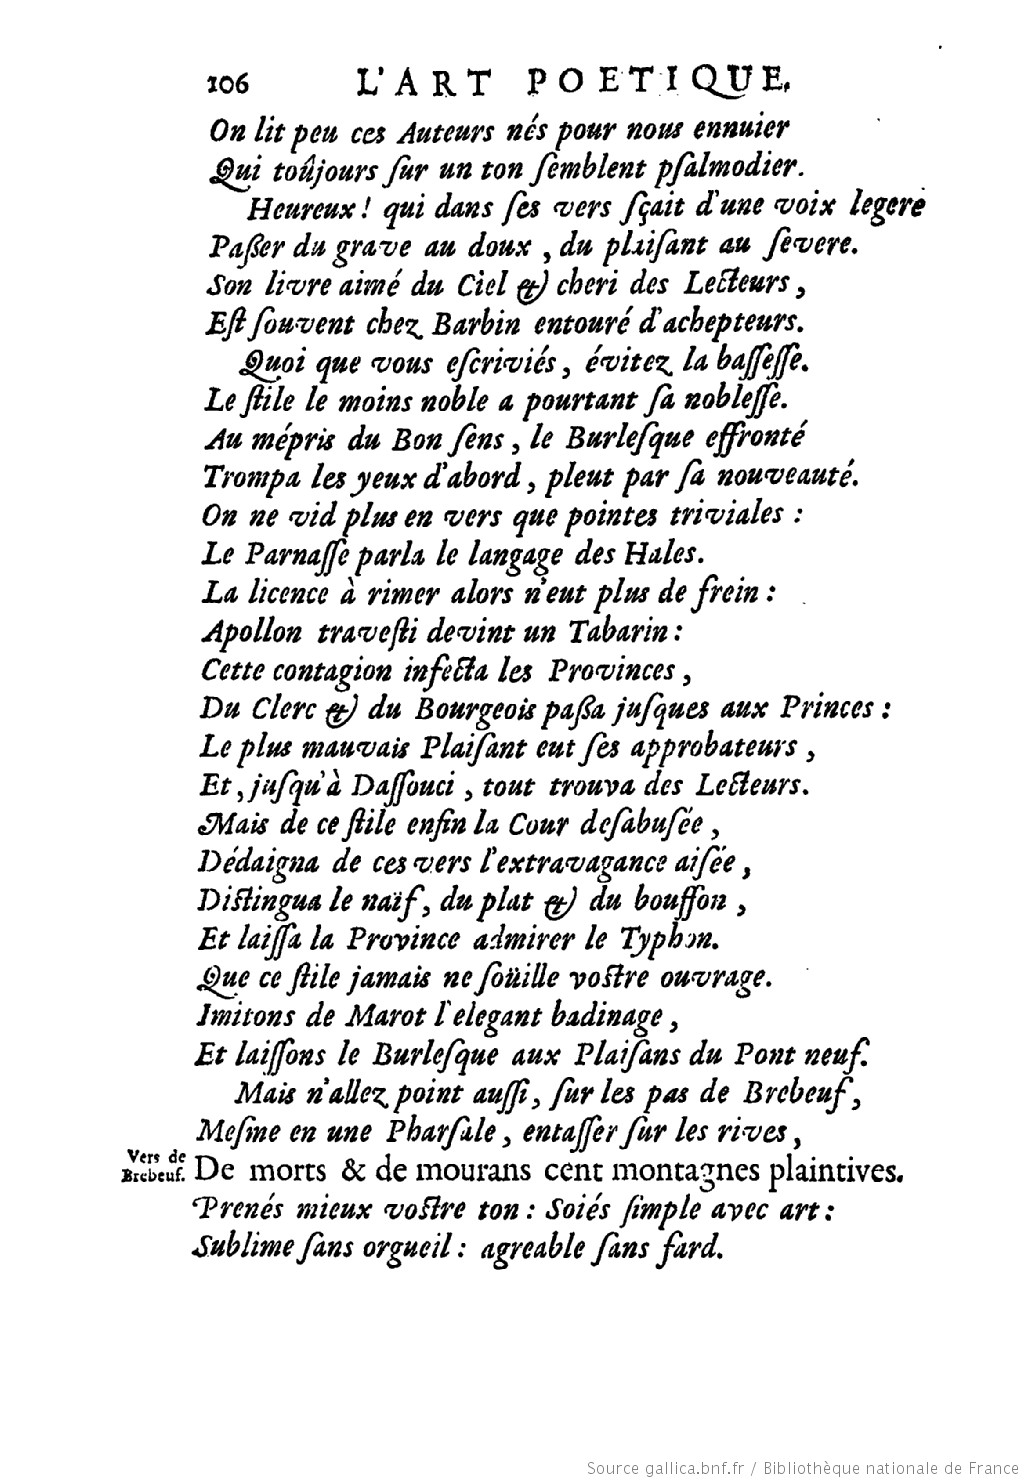 106 L'ART POETIQUE.
On lit peu ces Auteurs nés pour nous ennuier
Qui toûjours ſur un ton ſemblent pſalmodier.
Heureux! qui dans ſes vers ſçait d'une voix legere
Paßer du grave au doux, du plaiſant au ſevere.
Son livre aimé du Ciel & cheri des Lecteurs,
Eſt ſouvent chez Barbin entouré d'achepteurs.
Quoi que vous eſcriviés, évitez la baſſeſſe.
Le ſtile le moins noble a pourtant ſa nobleſſe.
Au mépris du Bon ſens, le Burleſque effronté
Trompa les yeux d'abord, pleut par ſa nouveauté.
On ne vid plus en vers que pointes triviales:
Le Parnaſſe parla le langage des Hales.
La licence à rimer alors n'eut plus de frein:
Apollon traveſti devint un Tabarin:
Cette contagion infecta les Provinces,
Du Clerc & du Bourgeois paßa juſques aux Princes:
Le plus mauvais Plaiſant eut ſes approbateurs,
Et, juſqu'à Daſſouci, tout trouva des Lecteurs.
Mais de ce ſtile enfin la Cour deſabuſée,
Dédaigna de ces vers l'extravagance aiſée,
Diſtingua le naïf, du plat & du bouffon,
Et laiſſa la Province admirer le Typhon.
Que ce ſtile jamais ne ſoüille voſtre ouvrage.
Imitons de Marot l'elegant badinage,
Et laiſſons le Burleſque aux Plaiſans du Pont neuf.
Mais n'allez point auſſi, ſur les pas de Brebeuf,
Meſme en une Pharſale, entaſſer ſur les rives,
Vers de
Brebeuf. De morts & de mourans cent montagnes plaintives.
Prenés mieux voſtre ton: Soiés ſimple avec art:
Sublime ſans orgueil: agreable ſans fard.
Source gallica.bnf.fr / Bibliothèque nationale de France